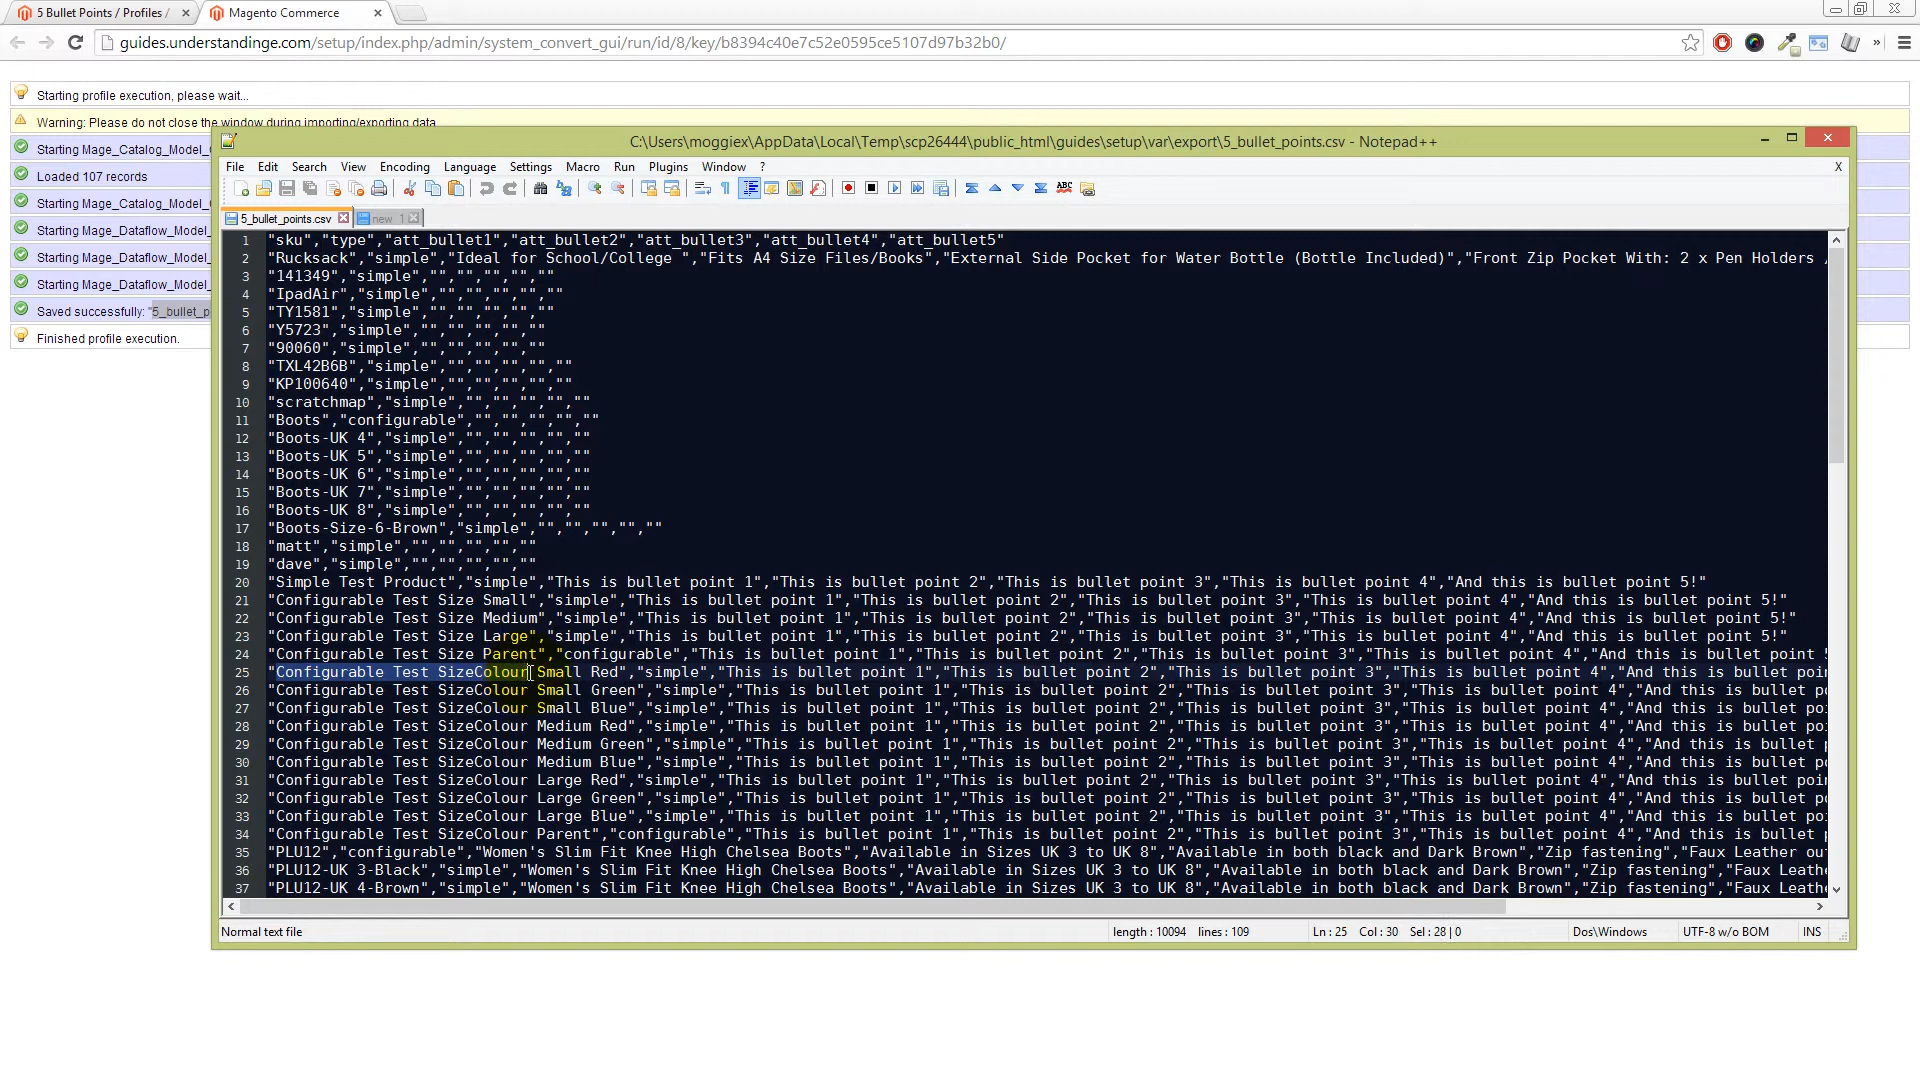 5 Bullet Points / Profiles /
Magento Commerce
guides.understandinge.com/setup/index.php/admin/system_convert_gui/run/id/8/key/b8394c40e7c52e0595ce5107d97b32b0/
Starting profile execution, please wait...
Warning: Please do not close the window during importing/exporting data
Starting Mage_Catalog_Model_
Loaded 107 records
Starting Mage_Catalog_Model_
Starting Mage_Dataflow_Model_
Starting Mage_Dataflow_Model_
Starting Mage_Dataflow_Model_
Saved successfully: "5_bullet_p
Finished profile execution.
C:\Users\moggiex\AppData\Local\Temp\scp26444\public_html\guides\setup\var\export\5_bullet_points.csv - Notepad++
File Edit Search View Encoding Language Settings Macro Run Plugins Window ? X
ABC
5_bullet_points.csv new 1
1 "sku","type","att_bullet1","att_bullet2","att_bullet3","att_bullet4","att_bullet5"
2 "Rucksack","simple","Ideal for School/College ","Fits A4 Size Files/Books","External Side Pocket for Water Bottle (Bottle Included)","Front Zip Pocket With: 2 x Pen Holders /
3 "141349","simple","","","","",""
4 "IpadAir","simple","","","","",""
5 "TY1581","simple","","","","",""
6 "Y5723","simple","","","","",""
7 "90060","simple","","","","",""
8 "TXL42B6B","simple","","","","",""
9 "KP100640","simple","","","","",""
10 "scratchmap","simple","","","","",""
11 "Boots","configurable","","","","",""
12 "Boots-UK 4","simple","","","","",""
13 "Boots-UK 5","simple","","","","",""
14 "Boots-UK 6","simple","","","","",""
15 "Boots-UK 7","simple","","","","",""
16 "Boots-UK 8","simple","","","","",""
17 "Boots-Size-6-Brown","simple","","","","",""
18 "matt","simple","","","","",""
19 "dave","simple","","","","",""
20 "Simple Test Product","simple","This is bullet point 1","This is bullet point 2","This is bullet point 3","This is bullet point 4","And this is bullet point 5!"
21 "Configurable Test Size Small","simple","This is bullet point 1","This is bullet point 2","This is bullet point 3","This is bullet point 4","And this is bullet point 5!"
22 "Configurable Test Size Medium","simple","This is bullet point 1","This is bullet point 2","This is bullet point 3","This is bullet point 4","And this is bullet point 5!"
23 "Configurable Test Size Large","simple","This is bullet point 1","This is bullet point 2","This is bullet point 3","This is bullet point 4","And this is bullet point 5!"
24 "Configurable Test Size Parent","configurable","This is bullet point 1","This is bullet point 2","This is bullet point 3","This is bullet point 4","And this is bullet point 5
25 "Configurable Test SizeColour Small Red","simple","This is bullet point 1","This is bullet point 2","This is bullet point 3","This is bullet point 4","And this is bullet poin
26 "Configurable Test SizeColour Small Green","simple","This is bullet point 1","This is bullet point 2","This is bullet point 3","This is bullet point 4","And this is bullet po
27 "Configurable Test SizeColour Small Blue","simple","This is bullet point 1","This is bullet point 2","This is bullet point 3","This is bullet point 4","And this is bullet poi
28 "Configurable Test SizeColour Medium Red","simple","This is bullet point 1","This is bullet point 2","This is bullet point 3","This is bullet point 4","And this is bullet poi
29 "Configurable Test SizeColour Medium Green","simple","This is bullet point 1","This is bullet point 2","This is bullet point 3","This is bullet point 4","And this is bullet p
30 "Configurable Test SizeColour Medium Blue","simple","This is bullet point 1","This is bullet point 2","This is bullet point 3","This is bullet point 4","And this is bullet po
31 "Configurable Test SizeColour Large Red","simple","This is bullet point 1","This is bullet point 2","This is bullet point 3","This is bullet point 4","And this is bullet poin
32 "Configurable Test SizeColour Large Green","simple","This is bullet point 1","This is bullet point 2","This is bullet point 3","This is bullet point 4","And this is bullet po
33 "Configurable Test SizeColour Large Blue","simple","This is bullet point 1","This is bullet point 2","This is bullet point 3","This is bullet point 4","And this is bullet poi
34 "Configurable Test SizeColour Parent","configurable","This is bullet point 1","This is bullet point 2","This is bullet point 3","This is bullet point 4","And this is bullet p
35 "PLU12","configurable","Women's Slim Fit Knee High Chelsea Boots","Available in Sizes UK 3 to UK 8","Available in both black and Dark Brown","Zip fastening","Faux Leather ou
36 "PLU12-UK 3-Black","simple","Women's Slim Fit Knee High Chelsea Boots","Available in Sizes UK 3 to UK 8","Available in both black and Dark Brown","Zip fastening","Faux Leathe
37 "PLU12-UK 4-Brown","simple","Women's Slim Fit Knee High Chelsea Boots","Available in Sizes UK 3 to UK 8","Available in both black and Dark Brown","Zip fastening","Faux Leathe
Normal text file length : 10094 lines : 109 Ln : 25 Col : 30 Sel : 28 | 0 Dos\Windows UTF-8 w/o BOM INS